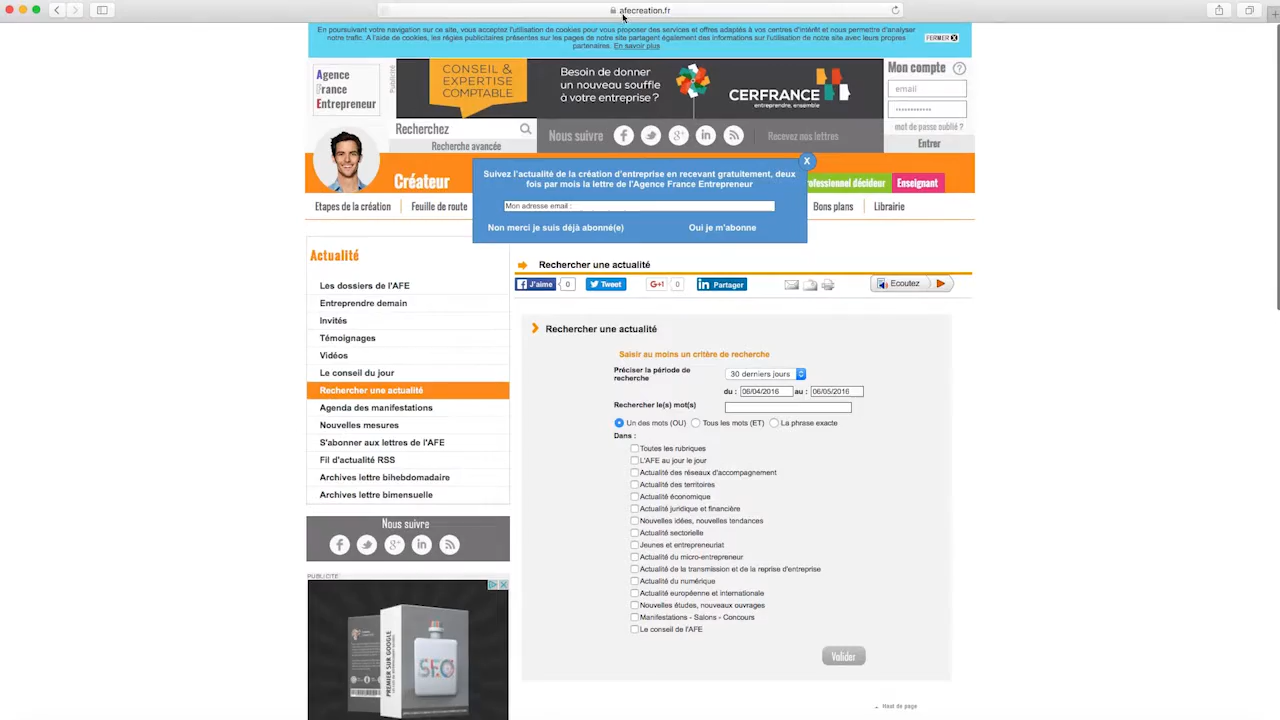 afecreation.fr
En poursuivant votre navigation sur ce site, vous acceptez l'utilisation de cookies pour vous proposer des services et offres adaptés à vos centres d'intérêt et nous permettre d'analyser
notre trafic. A l'aide de cookies, les régies publicitaires présentes sur les pages de notre site partagent également des informations sur l'utilisation de notre site avec leurs propres
partenaires. En savoir plus
FERMER X
Agence
France
Entrepreneur
Publicité
CONSEIL &
EXPERTISE
COMPTABLE
Besoin de donner
un nouveau souffle
à votre entreprise ?
CERFRANCE
entreprendre, ensemble
Mon compte ?
email
mot de passe oublié ?
Entrer
Recherchez
Recherche avancée
Nous suivre
Recevez nos lettres
Créateur
Professionnel décideur
Enseignant
X
Suivez l'actualité de la création d'entreprise en recevant gratuitement, deux
fois par mois la lettre de l'Agence France Entrepreneur
Mon adresse email :
Non merci je suis déjà abonné(e)
Oui je m'abonne
Etapes de la création
Feuille de route
Bons plans
Librairie
Actualité
Les dossiers de l'AFE
Entreprendre demain
Invités
Témoignages
Vidéos
Le conseil du jour
Rechercher une actualité
Agenda des manifestations
Nouvelles mesures
S'abonner aux lettres de l'AFE
Fil d'actualité RSS
Archives lettre bihebdomadaire
Archives lettre bimensuelle
Nous suivre
PUBLICITE
PREMIER SUR GOOGLE
SEO
Rechercher une actualité
J'aime 0
Tweet
G+1 0
in Partager
Ecoutez
Rechercher une actualité
Saisir au moins un critère de recherche
Préciser la période de
recherche
30 derniers jours
du : 06/04/2016 au : 06/05/2016
Rechercher le(s) mot(s)
Un des mots (OU) Tous les mots (ET) La phrase exacte
Dans :
Toutes les rubriques
L'AFE au jour le jour
Actualité des réseaux d'accompagnement
Actualité des territoires
Actualité économique
Actualité juridique et financière
Nouvelles idées, nouvelles tendances
Actualité sectorielle
Jeunes et entrepreneuriat
Actualité du micro-entrepreneur
Actualité de la transmission et de la reprise d'entreprise
Actualité du numérique
Actualité européenne et internationale
Nouvelles études, nouveaux ouvrages
Manifestations - Salons - Concours
Le conseil de l'AFE
Valider
Haut de page